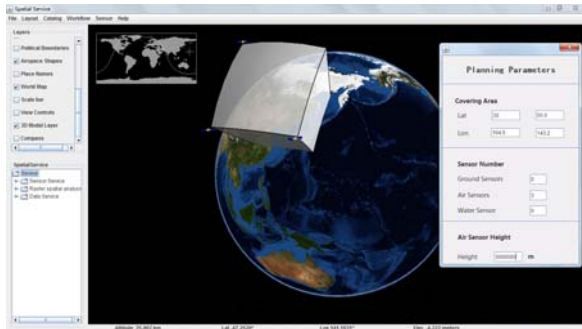 Spatial Service
File Layout Catalog Workflow Sensor Help
Layers
Political Boundaries
Airspace Shapes
Place Names
World Map
Scale bar
View Controls
3D Model Layer
Compass
SpatialService
Service
Sensor Service
Raster spatial
Data Service
Planning Parameters
Covering Area
Lat
Lon
Sensor Number
Ground Sensors
Air Sensors
Water Sensor
Air Sensor Height
Height m